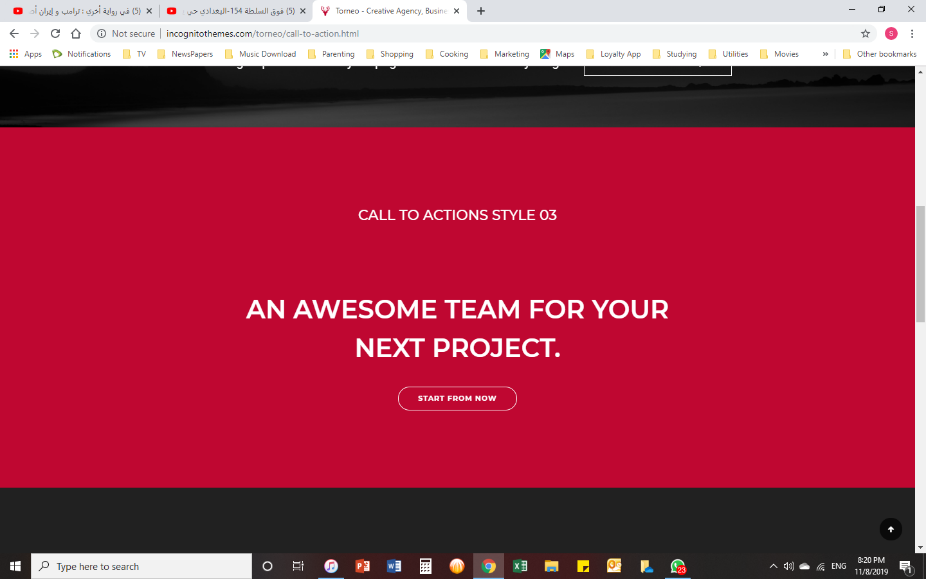 (5) في رواية أخرى : ترامب و إيران أم
(5) فوق السلطة 154-البغدادي حي
Torneo - Creative Agency, Busine
Not secure | incognitothemes.com/torneo/call-to-action.html
S
Apps Notifications TV NewsPapers Music Download Parenting Shopping Cooking Marketing Maps Loyalty App Studying Utilities Movies » Other bookmarks
CALL TO ACTIONS STYLE 03
AN AWESOME TEAM FOR YOUR
NEXT PROJECT.
START FROM NOW
Type here to search
23
ENG
8:20 PM
11/8/2019
1